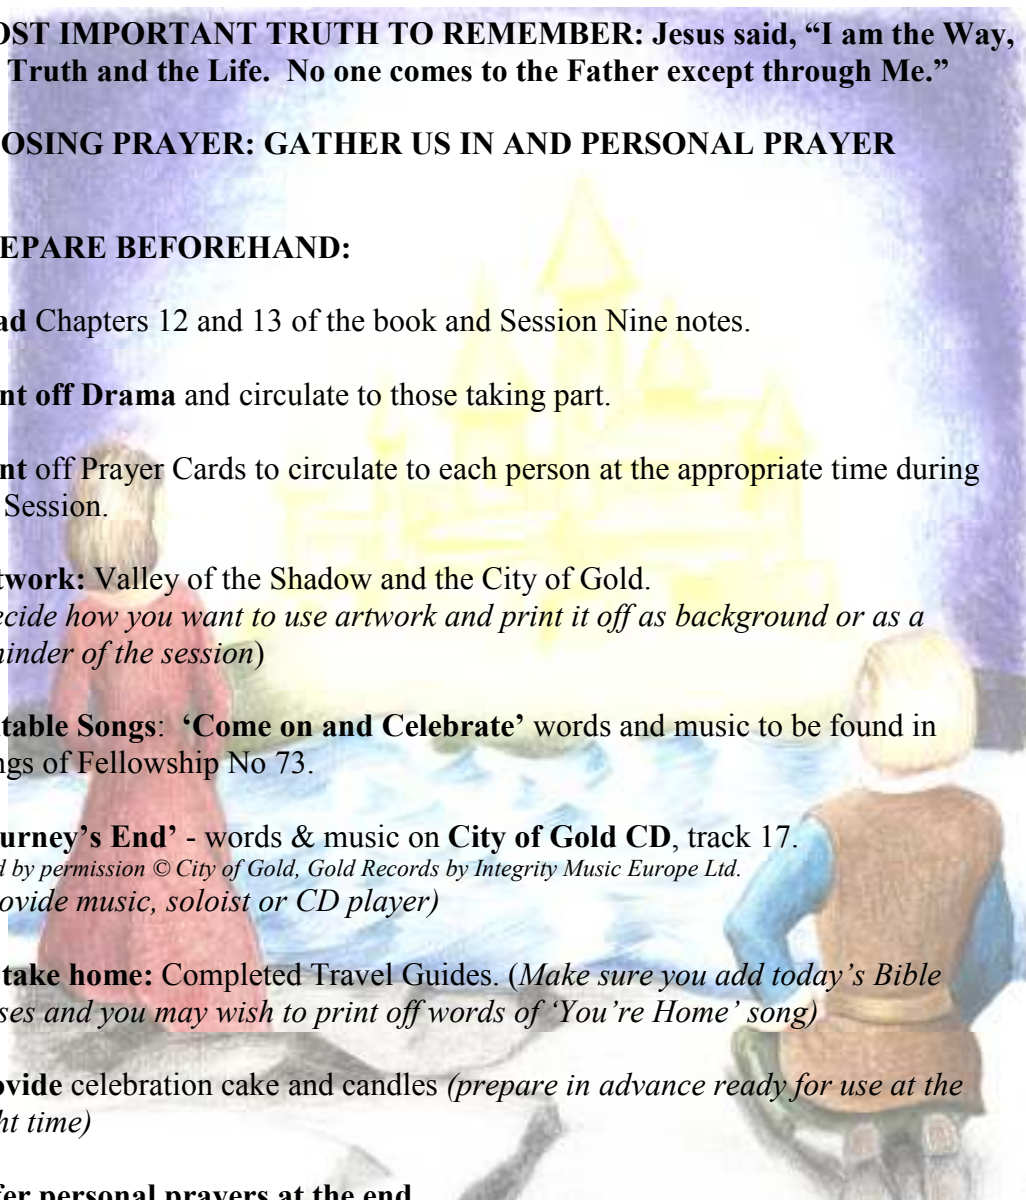 OST IMPORTANT TRUTH TO REMEMBER: Jesus said, “I am the Way,
Truth and the Life. No one comes to the Father except through Me.”
OSING PRAYER: GATHER US IN AND PERSONAL PRAYER
EPARE BEFOREHAND:
ad Chapters 12 and 13 of the book and Session Nine notes.
nt off Drama and circulate to those taking part.
nt off Prayer Cards to circulate to each person at the appropriate time during
Session.
twork: Valley of the Shadow and the City of Gold.
ecide how you want to use artwork and print it off as background or as a
minder of the session)
table Songs: ‘Come on and Celebrate’ words and music to be found in
ngs of Fellowship No 73.
urney’s End’ - words & music on City of Gold CD, track 17.
d by permission © City of Gold, Gold Records by Integrity Music Europe Ltd.
ovide music, soloist or CD player)
take home: Completed Travel Guides. (Make sure you add today’s Bible
ses and you may wish to print off words of ‘You’re Home’ song)
ovide celebration cake and candles (prepare in advance ready for use at the
ht time)
fer personal prayers at the end